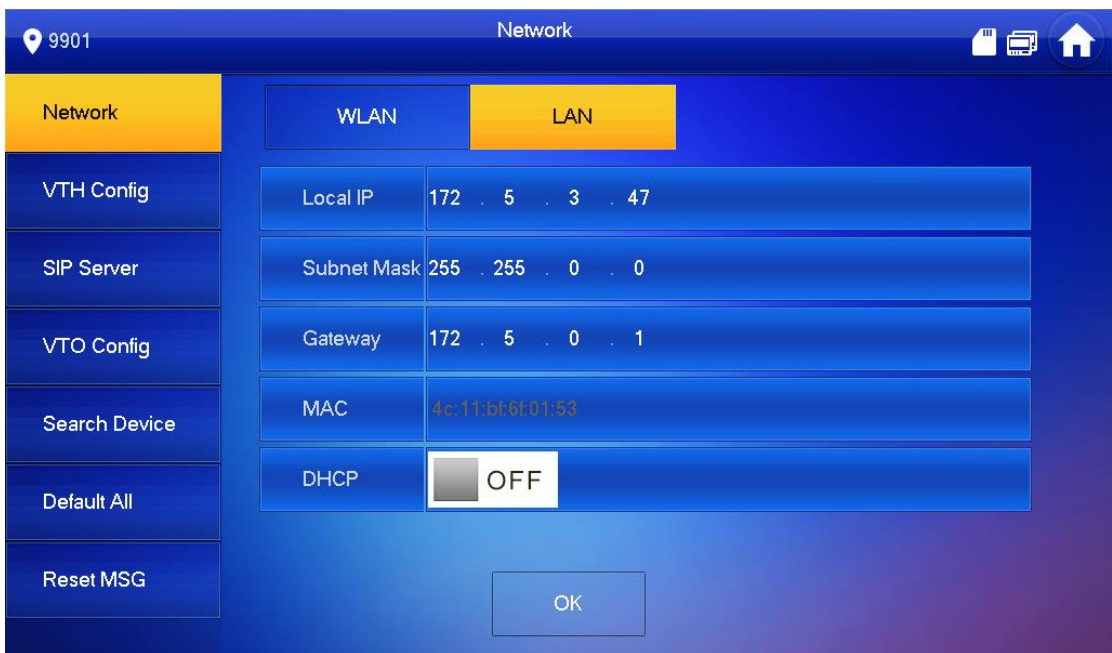 9901
Network
Network
WLAN
LAN
VTH Config
Local IP 172 . 5 . 3 . 47
SIP Server
Subnet Mask 255 . 255 . 0 . 0
VTO Config
Gateway 172 . 5 . 0 . 1
Search Device
MAC 4c:11:bf:6f:01:53
Default All
DHCP OFF
Reset MSG
OK